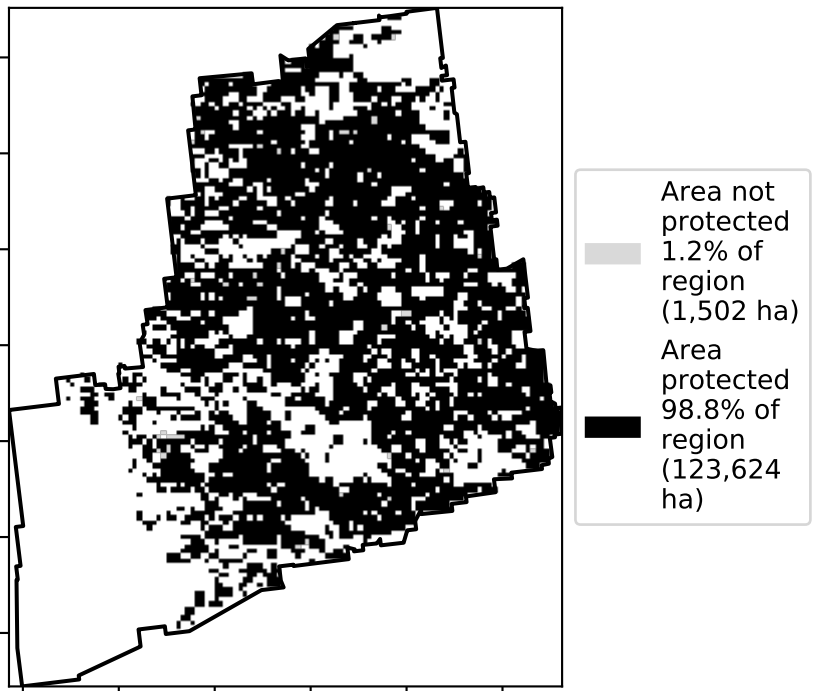 Area not
protected
1.2% of
region
(1,502 ha)
Area
protected
98.8% of
region
(123,624
ha)